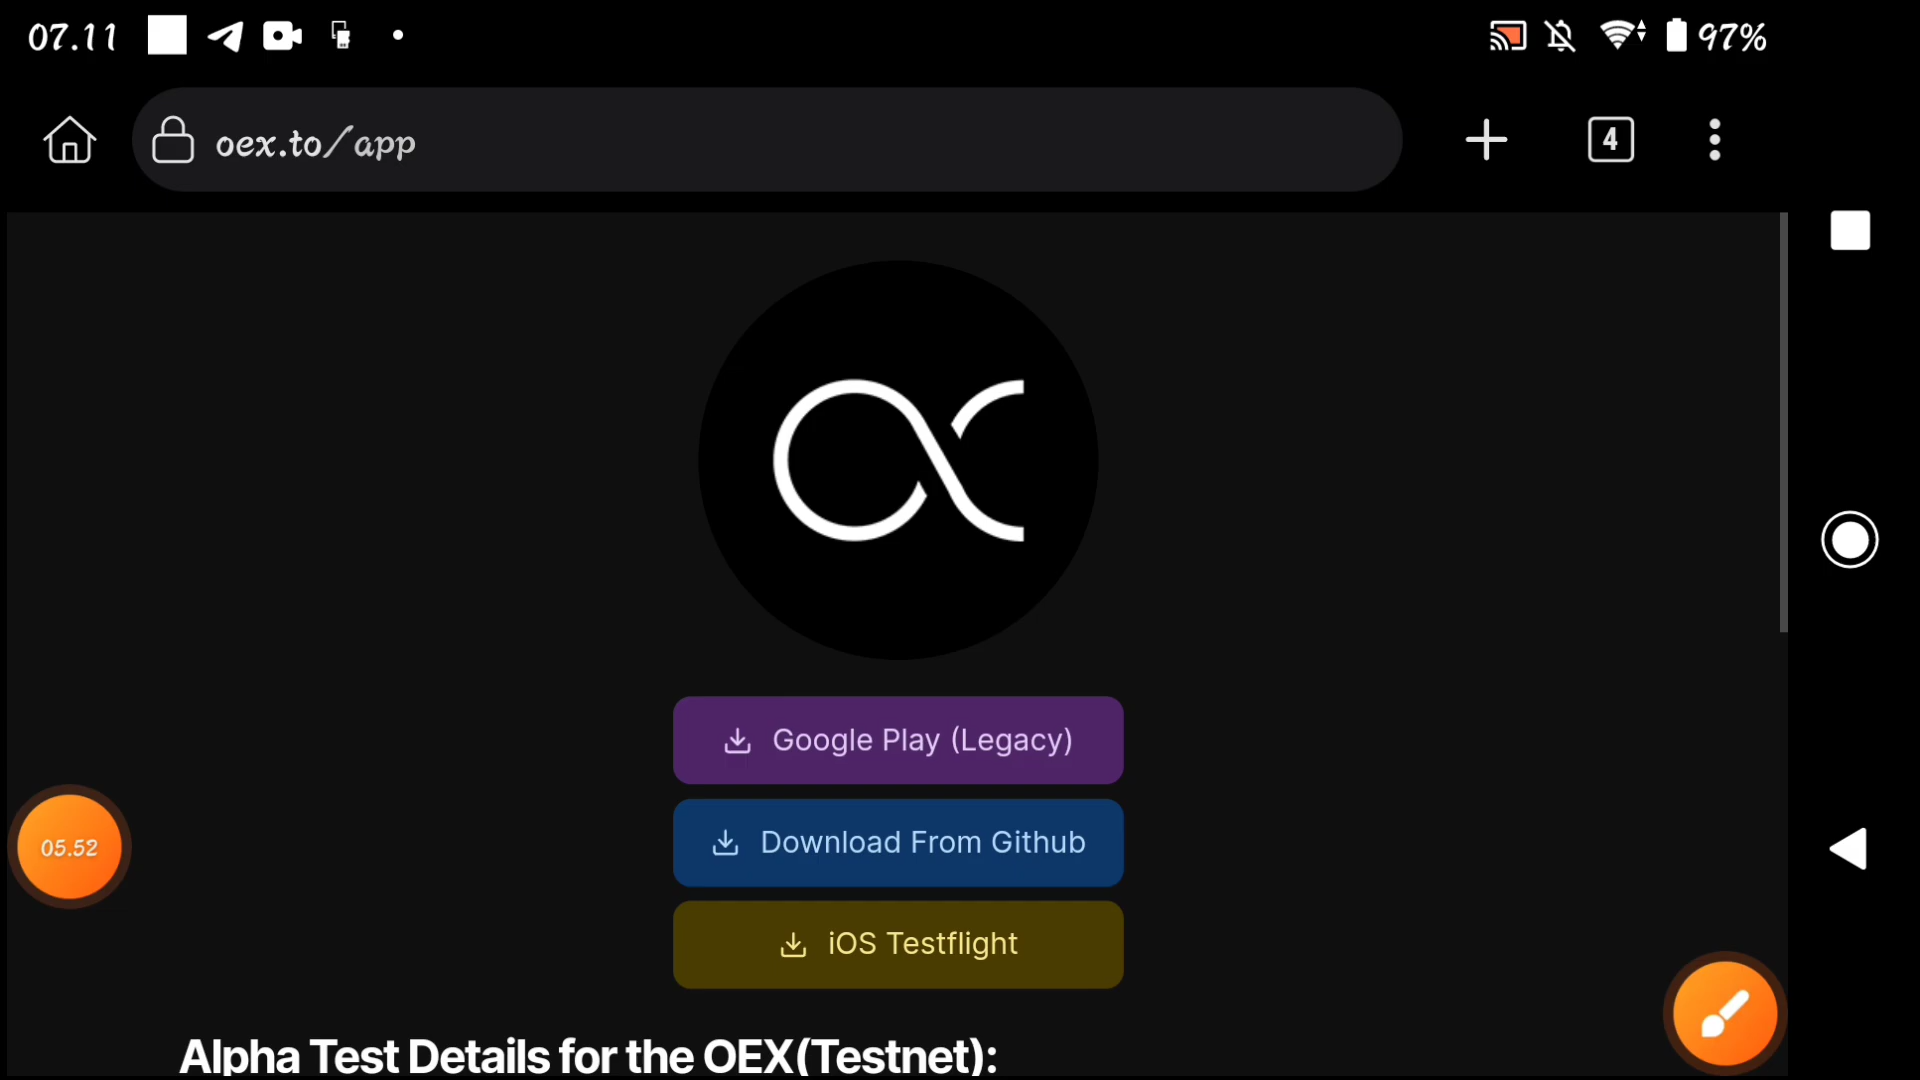 07.11
97%
oex.to/app
4
Google Play (Legacy)
Download From Github
05.52
iOS Testflight
Alpha Test Details for the OEX(Testnet):